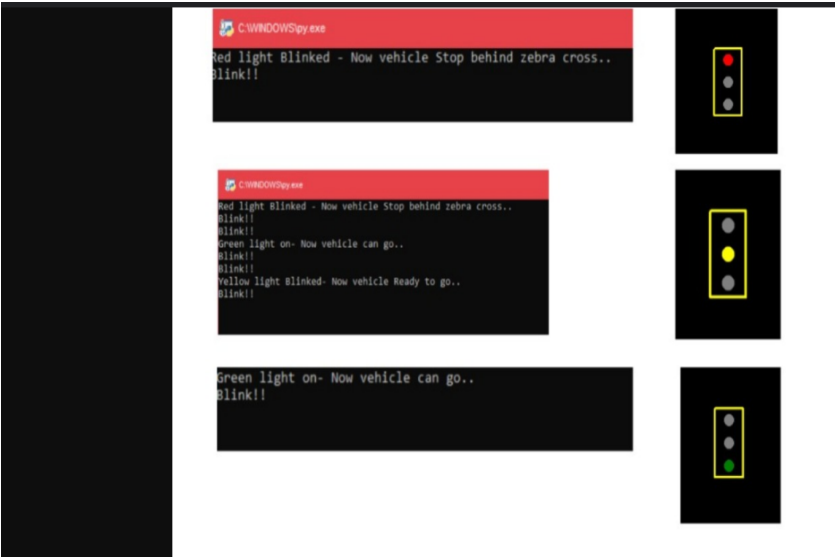 C:\WINDOWS\py.exe
Red light Blinked - Now vehicle Stop behind zebra cross..
Blink!!
C:\WINDOWS\py.exe
Red light Blinked - Now vehicle Stop behind zebra cross..
Blink!!
Blink!!
Green light on- Now vehicle can go..
Blink!!
Blink!!
Yellow light Blinked- Now vehicle Ready to go..
Blink!!
Green light on- Now vehicle can go..
Blink!!